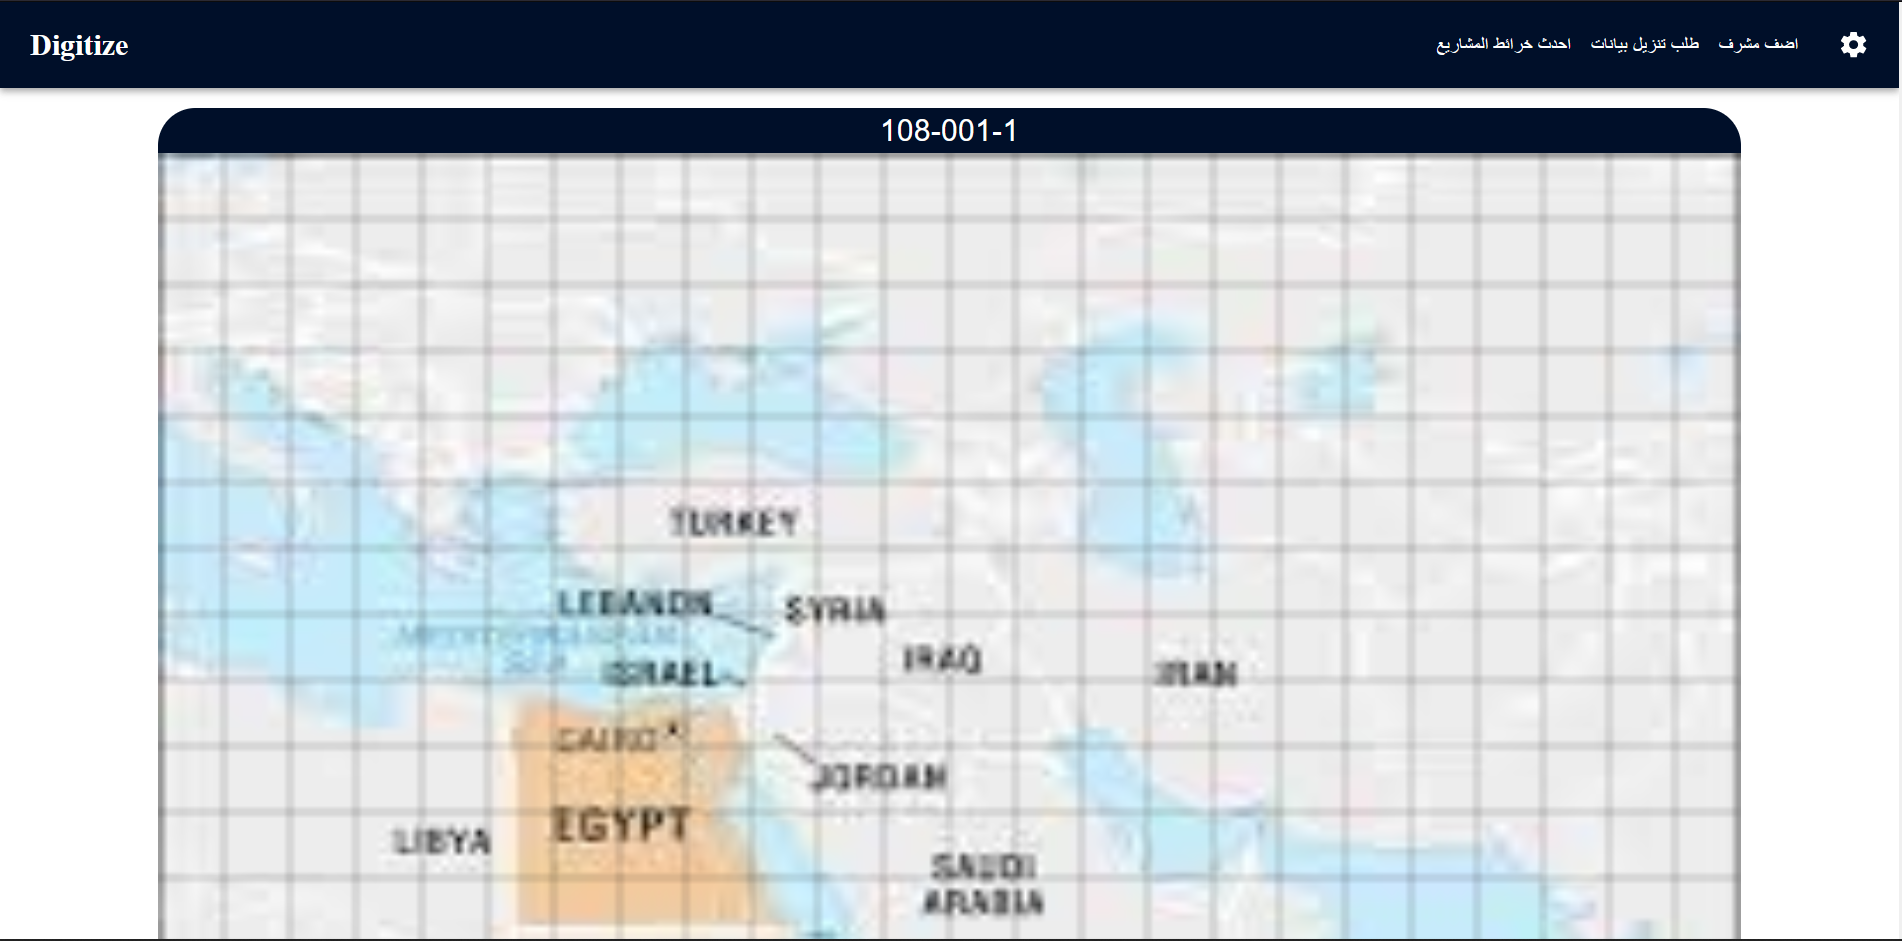 Digitize
اضف مشرف
طلب تنزيل بيانات
احدث خرائط المشاريع
108-001-1
TURKEY
LEBANON
SYRIA
MEDITERRANEAN
SEA
ISRAEL
IRAQ
IRAN
CAIRO
JORDAN
EGYPT
LIBYA
SAUDI
ARABIA